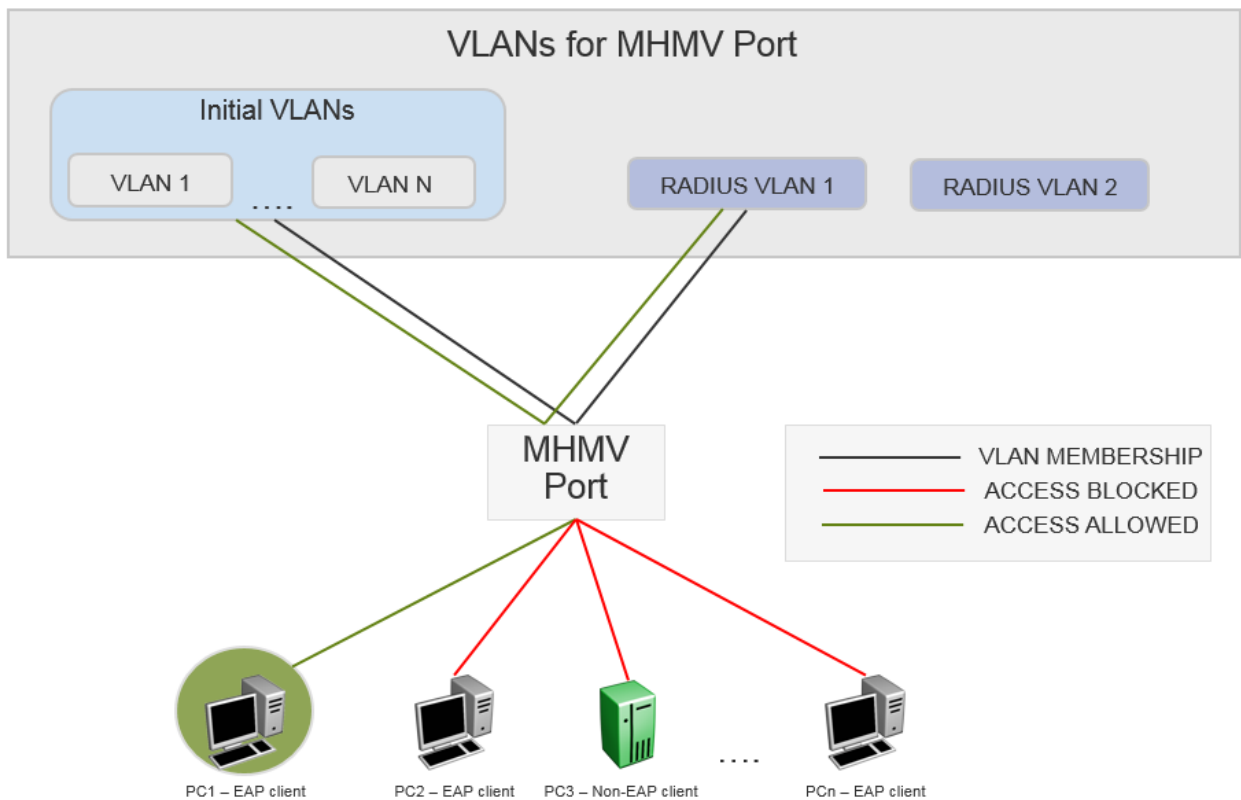 VLANs for MHMV Port
Initial VLANs
VLAN 1
....
VLAN N
RADIUS VLAN 1
RADIUS VLAN 2
MHMV
Port
VLAN MEMBERSHIP
ACCESS BLOCKED
ACCESS ALLOWED
....
PC1 – EAP client
PC2 – EAP client
PC3 – Non-EAP client
PCn – EAP client